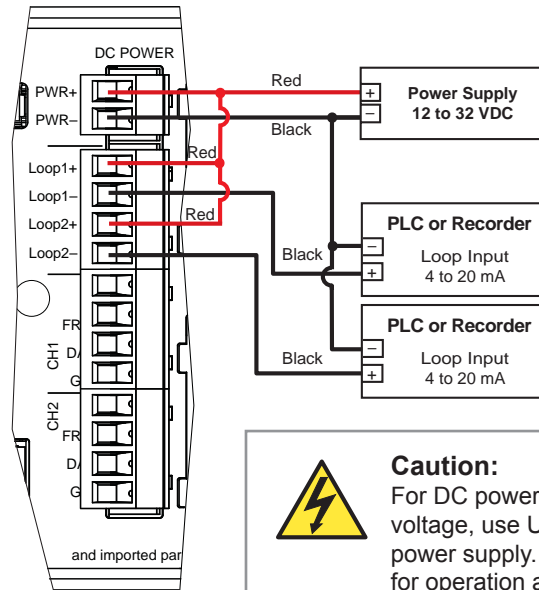 DC POWER
PWR+
PWR–
Red
Black
+
–
Power Supply
12 to 32 VDC
Loop1+
Loop1–
Loop2+
Loop2–
Red
Red
Black
–
+
PLC or Recorder
Loop Input
4 to 20 mA
Black
–
+
PLC or Recorder
Loop Input
4 to 20 mA
CH1
FR
D/
G
CH2
FR
D/
G
and imported par
Caution:
For DC power
voltage, use U
power supply.
for operation a